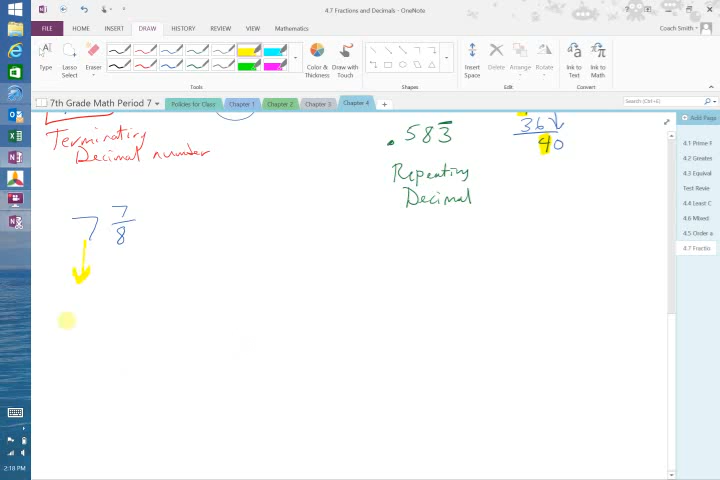 4.7 Fractions and Decimals - OneNote
FILE HOME INSERT DRAW HISTORY REVIEW VIEW Mathematics
Coach Smith
Type
Lasso Select
Eraser
Color & Thickness
Draw with Touch
Insert Space
Delete
Arrange
Rotate
Ink to Text
Ink to Math
Tools
Shapes
Edit
Convert
7th Grade Math Period 7
Policies for Class
Chapter 1
Chapter 2
Chapter 3
Chapter 4
Search (Ctrl+E)
Add Page
4.1 Prime F
4.2 Greates
4.3 Equival
Test Revie
4.4 Least C
4.6 Mixed
4.5 Order a
4.7 Fractio
Terminating
Decimal number
.583̅
Repeating
Decimal
36↓
40
7 7/8
2:18 PM